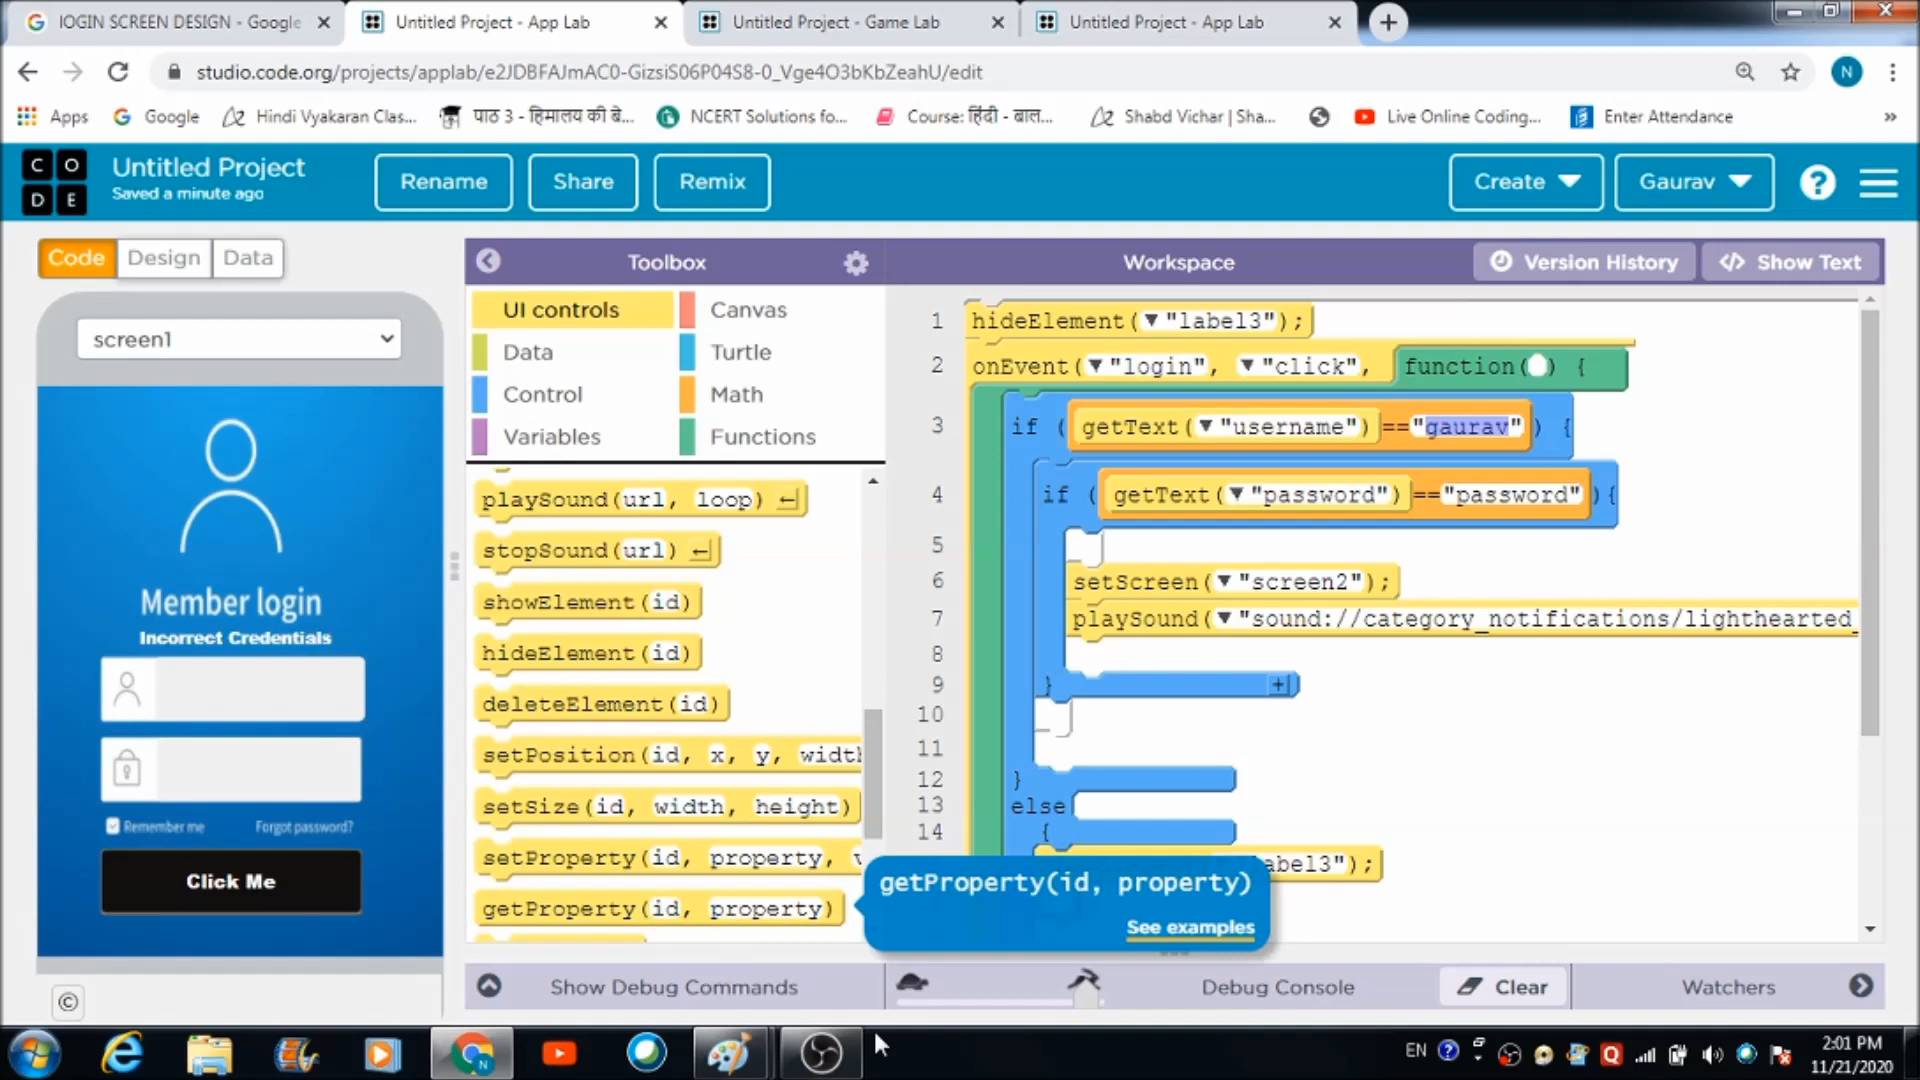 IOGIN SCREEN DESIGN - Google
Untitled Project - App Lab
Untitled Project - Game Lab
Untitled Project - App Lab
studio.code.org/projects/applab/e2JDBFAJmAC0-GizsiS06P04S8-0_Vge4O3bKbZeahU/edit
N
Apps
Google
Hindi Vyakaran Clas...
पाठ 3 - हिमालय की बे...
NCERT Solutions fo...
Course: हिंदी - बाल...
Shabd Vichar | Sha...
Live Online Coding...
Enter Attendance
»
C O
D E
Untitled Project
Saved a minute ago
Rename
Share
Remix
Create
Gaurav
?
Code
Design
Data
screen1
Member login
Incorrect Credentials
Remember me
Forgot password?
Click Me
©
Toolbox
UI controls
Canvas
Data
Turtle
Control
Math
Variables
Functions
playSound(url, loop)
stopSound(url)
showElement(id)
hideElement(id)
deleteElement(id)
setPosition(id, x, y, width
setSize(id, width, height)
setProperty(id, property, v
getProperty(id, property)
getProperty(id, property)
See examples
Workspace
Version History
Show Text
1 hideElement("label3");
2 onEvent("login", "click", function() {
3 if (getText("username")=="gaurav") {
4 if (getText("password")=="password"){
5
6 setScreen("screen2");
7 playSound("sound://category_notifications/lighthearted_
8
9 }
10
11
12 }
13 else
14 {
label3");
Show Debug Commands
Debug Console
Clear
Watchers
EN
2:01 PM
11/21/2020